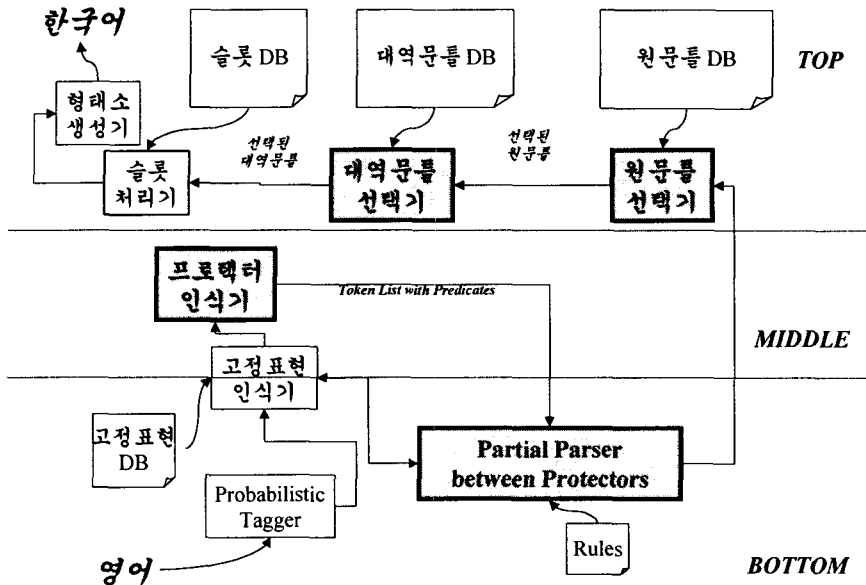 한국어
슬롯 DB
대역문틀 DB
원문틀 DB
TOP
형태소
생성기
선택된
대역문틀
선택된
원문틀
슬롯
처리기
대역문틀
선택기
원문틀
선택기
프로텍터
인식기
Token List with Predicates
MIDDLE
고정표현
인식기
고정표현
DB
Partial Parser
between Protectors
Probabilistic
Tagger
Rules
영어
BOTTOM